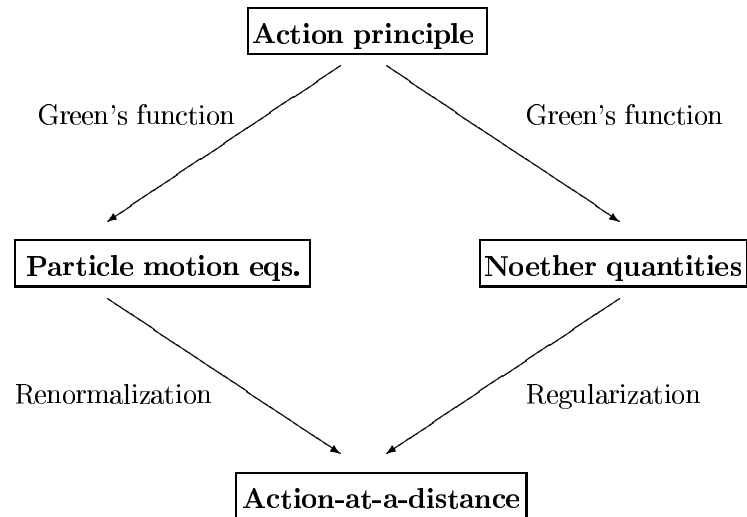 Action principle
Green's function
Green's function
Particle motion eqs.
Noether quantities
Renormalization
Regularization
Action-at-a-distance